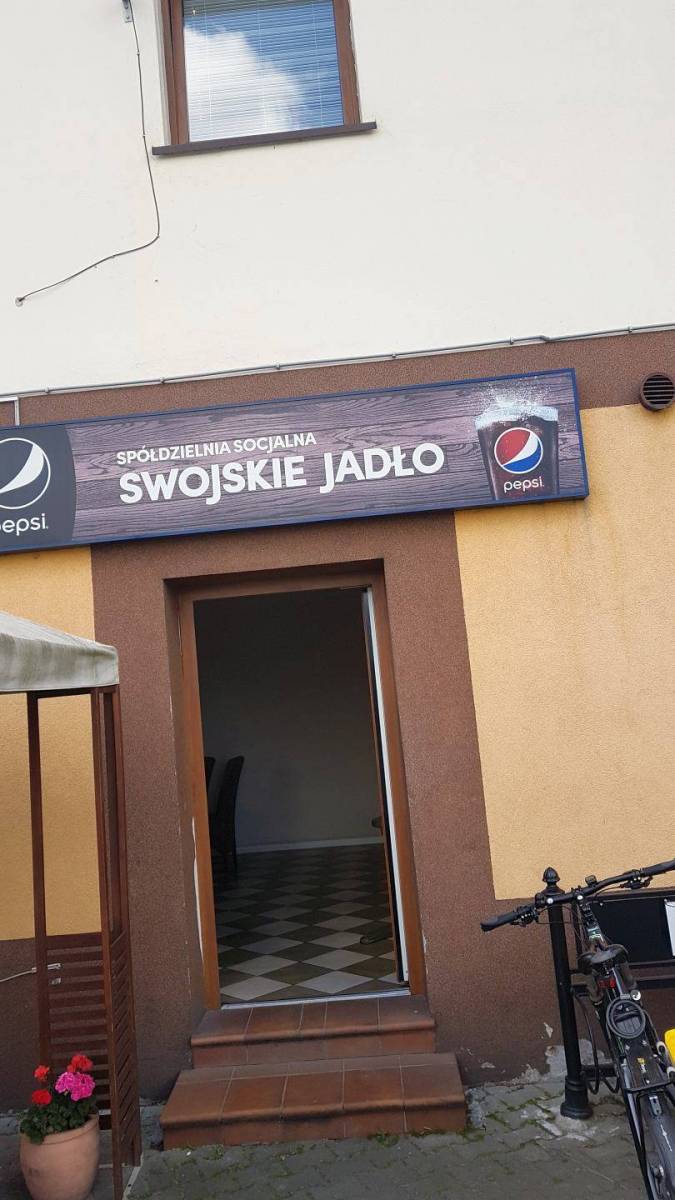 pepsi.
SPÓŁDZIELNIA SOCJALNA
SWOJSKIE JADŁO
pepsi.